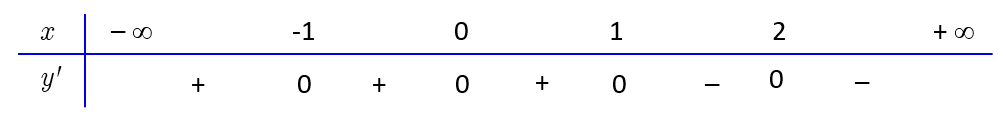 x – ∞ -1 0 1 2 + ∞
y′ + 0 + 0 + 0 – 0 –